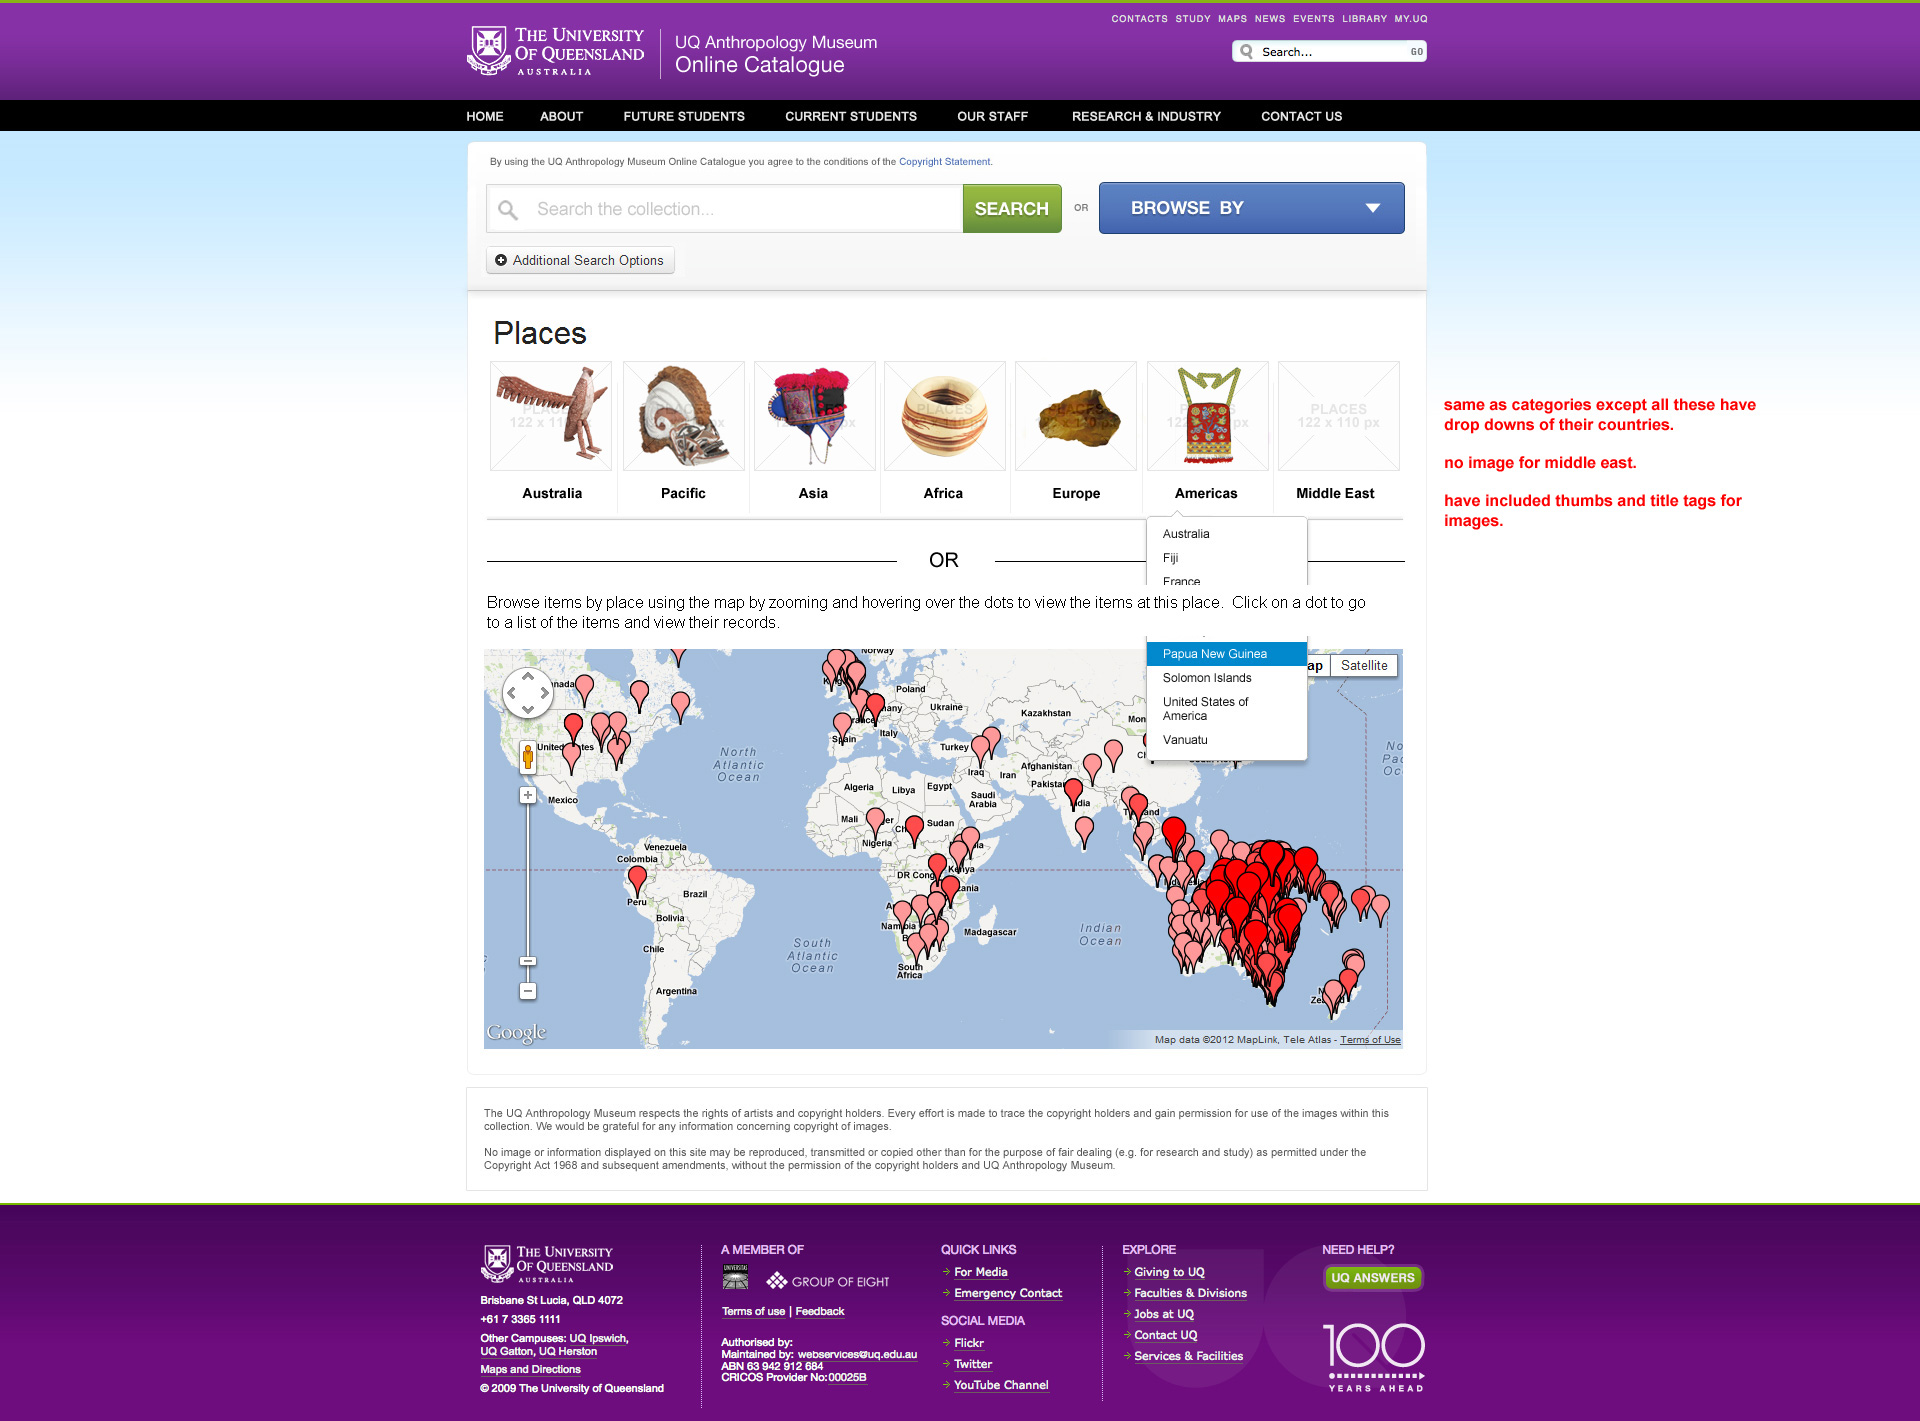 CONTACTS STUDY MAPS NEWS EVENTS LIBRARY MY.UQ
THE UNIVERSITY
OF QUEENSLAND
AUSTRALIA
UQ Anthropology Museum
Online Catalogue
Search...
GO
HOME ABOUT FUTURE STUDENTS CURRENT STUDENTS OUR STAFF RESEARCH & INDUSTRY CONTACT US
By using the UQ Anthropology Museum Online Catalogue you agree to the conditions of the Copyright Statement.
Search the collection...
SEARCH
OR
BROWSE BY
Additional Search Options
Places
PLACES
122 x 110 px
Australia Pacific Asia Africa Europe Americas Middle East
same as categories except all these have
drop downs of their countries.
no image for middle east.
have included thumbs and title tags for
images.
Australia
Fiji
France
OR
Browse items by place using the map by zooming and hovering over the dots to view the items at this place. Click on a dot to go
to a list of the items and view their records.
Papua New Guinea
Solomon Islands
United States of
America
Vanuatu
Satellite
Norway
Poland
Ukraine
Kazakhstan
Italy
Spain
Turkey
North
Atlantic
Ocean
Afghanistan
Iraq
Iran
Pakistan
Algeria
Libya
Egypt
Saudi
Arabia
Mexico
Mali
Sudan
Nigeria
Venezuela
Colombia
DR Congo
Kenya
Brazil
Peru
Bolivia
Namibia
Madagascar
Indian
Ocean
Chile
South
Atlantic
Ocean
South
Africa
Argentina
Google
Map data ©2012 MapLink, Tele Atlas - Terms of Use
The UQ Anthropology Museum respects the rights of artists and copyright holders. Every effort is made to trace the copyright holders and gain permission for use of the images within this
collection. We would be grateful for any information concerning copyright of images.
No image or information displayed on this site may be reproduced, transmitted or copied other than for the purpose of fair dealing (e.g. for research and study) as permitted under the
Copyright Act 1968 and subsequent amendments, without the permission of the copyright holders and UQ Anthropology Museum.
THE UNIVERSITY
OF QUEENSLAND
AUSTRALIA
Brisbane St Lucia, QLD 4072
+61 7 3365 1111
Other Campuses: UQ Ipswich,
UQ Gatton, UQ Herston
Maps and Directions
© 2009 The University of Queensland
A MEMBER OF
UNIVERSITAS
GROUP OF EIGHT
Terms of use | Feedback
Authorised by:
Maintained by: webservices@uq.edu.au
ABN 63 942 912 684
CRICOS Provider No:00025B
QUICK LINKS
For Media
Emergency Contact
SOCIAL MEDIA
Flickr
Twitter
YouTube Channel
EXPLORE
Giving to UQ
Faculties & Divisions
Jobs at UQ
Contact UQ
Services & Facilities
NEED HELP?
UQ ANSWERS
100
YEARS AHEAD